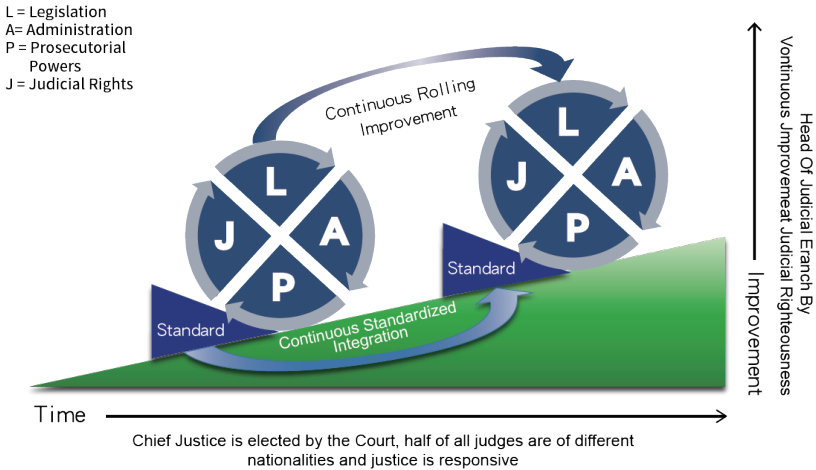 L = Legislation
A= Administration
P = Prosecutorial
Powers
J = Judicial Rights
Continuous Rolling
Improvement
L
A
P
J
L
A
P
J
Standard
Standard
Continuous Standardized
Integration
Time
Improvement
Head Of Judicial Eranch By
Vontinuous Jmprovemeat Judicial Righteousness
Chief Justice is elected by the Court, half of all judges are of different
nationalities and justice is responsive